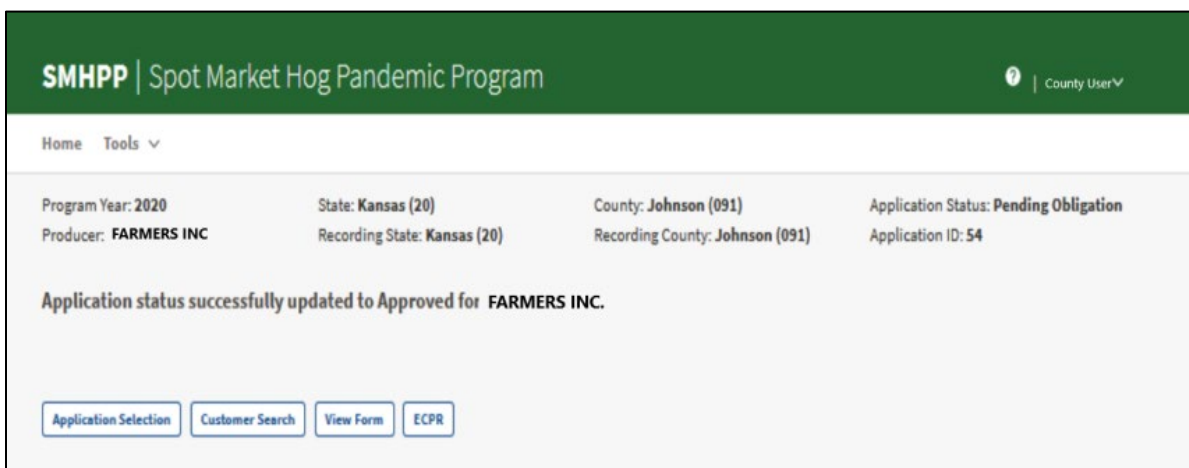 SMHPP | Spot Market Hog Pandemic Program
? | County User
Home Tools
Program Year: 2020 State: Kansas (20) County: Johnson (091) Application Status: Pending Obligation
Producer: FARMERS INC Recording State: Kansas (20) Recording County: Johnson (091) Application ID: 54
Application status successfully updated to Approved for FARMERS INC.
Application Selection Customer Search View Form ECPR